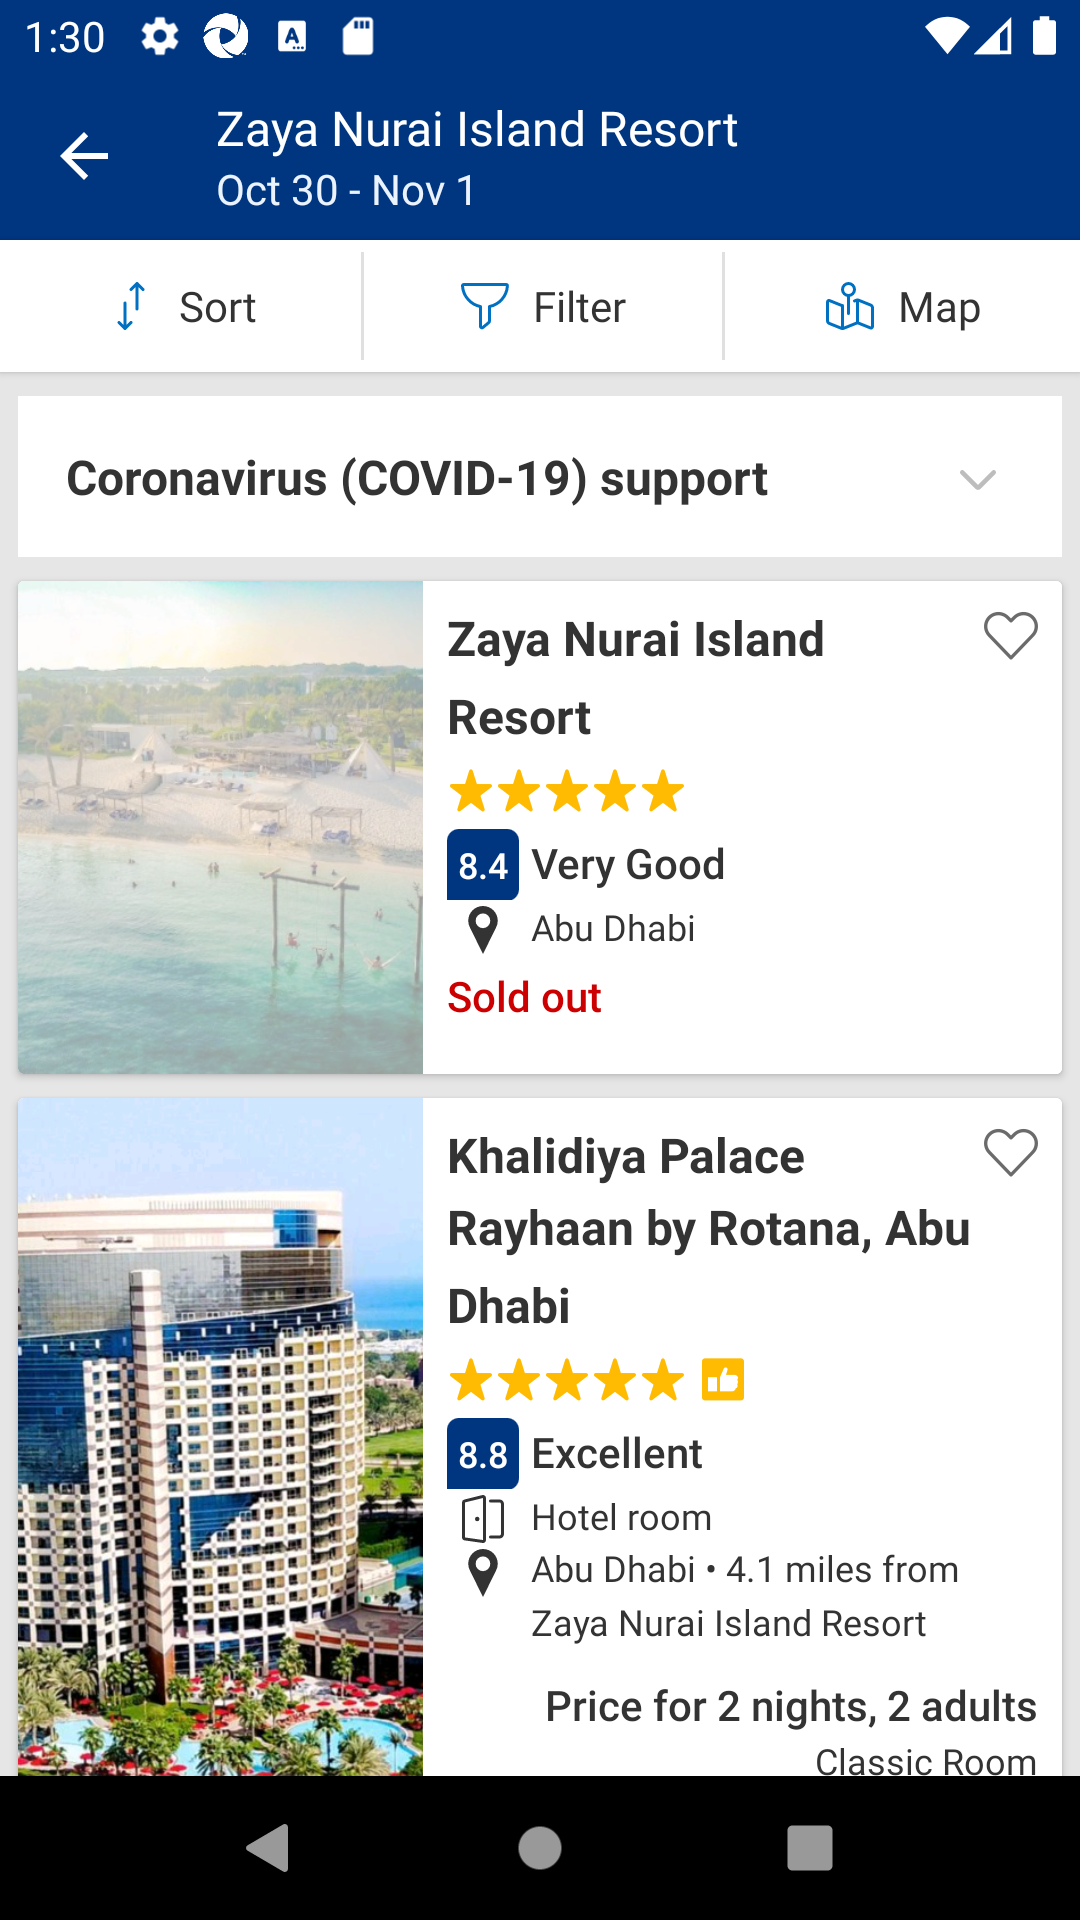 1:30
Zaya Nurai Island Resort
Oct 30 - Nov 1
Sort
Filter
Map
Coronavirus (COVID-19) support
Zaya Nurai Island
Resort
8.4 Very Good
Abu Dhabi
Sold out
Khalidiya Palace
Rayhaan by Rotana, Abu
Dhabi
8.8 Excellent
Hotel room
Abu Dhabi • 4.1 miles from
Zaya Nurai Island Resort
Price for 2 nights, 2 adults
Classic Room